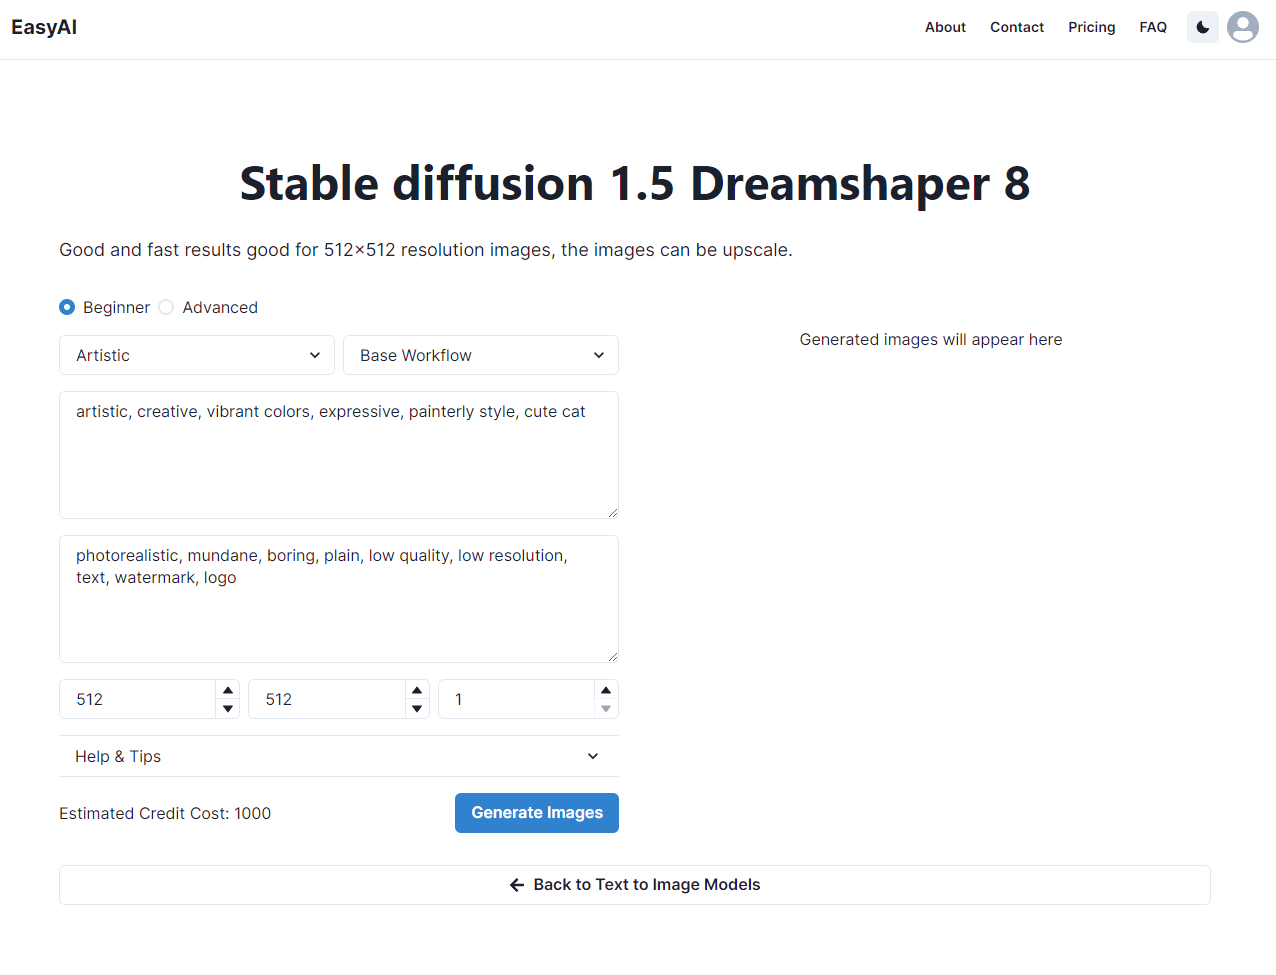 EasyAI
About Contact Pricing FAQ
Stable diffusion 1.5 Dreamshaper 8
Good and fast results good for 512x512 resolution images, the images can be upscale.
Beginner Advanced
Artistic Base Workflow
Generated images will appear here
artistic, creative, vibrant colors, expressive, painterly style, cute cat
photorealistic, mundane, boring, plain, low quality, low resolution,
text, watermark, logo
512 512 1
Help & Tips
Estimated Credit Cost: 1000 Generate Images
Back to Text to Image Models